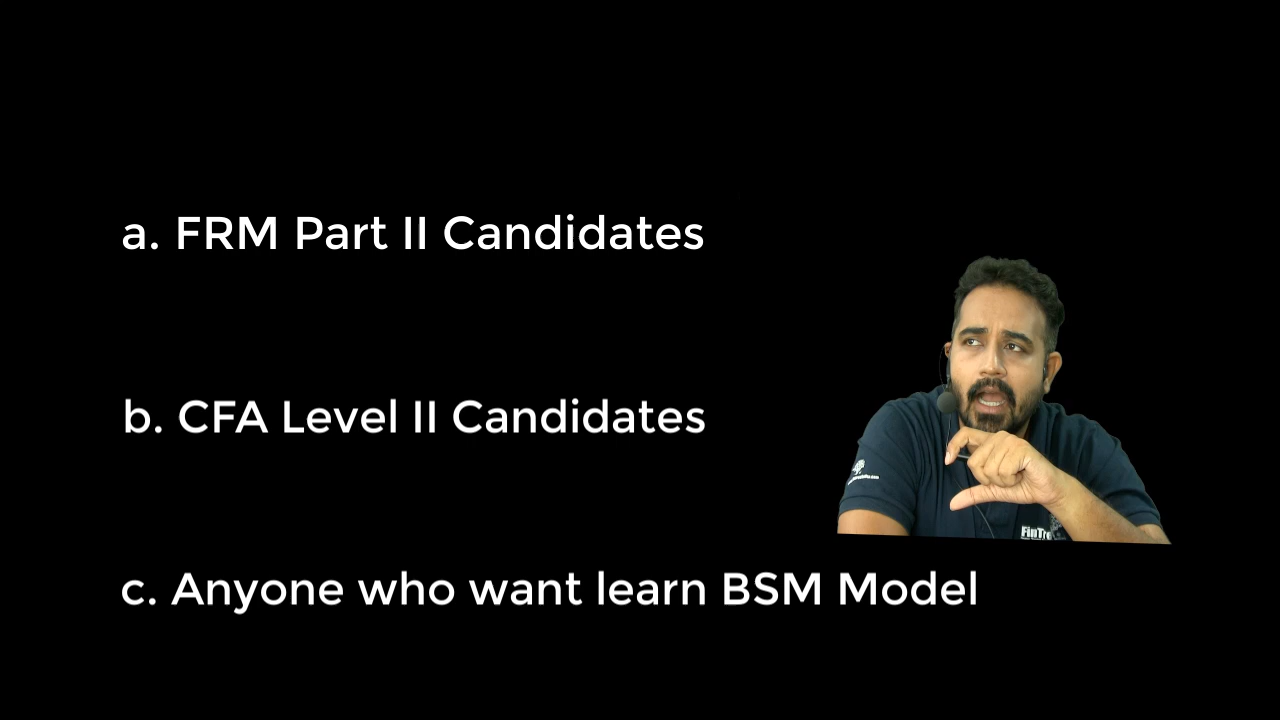 a. FRM Part II Candidates
b. CFA Level II Candidates
c. Anyone who want learn BSM Model